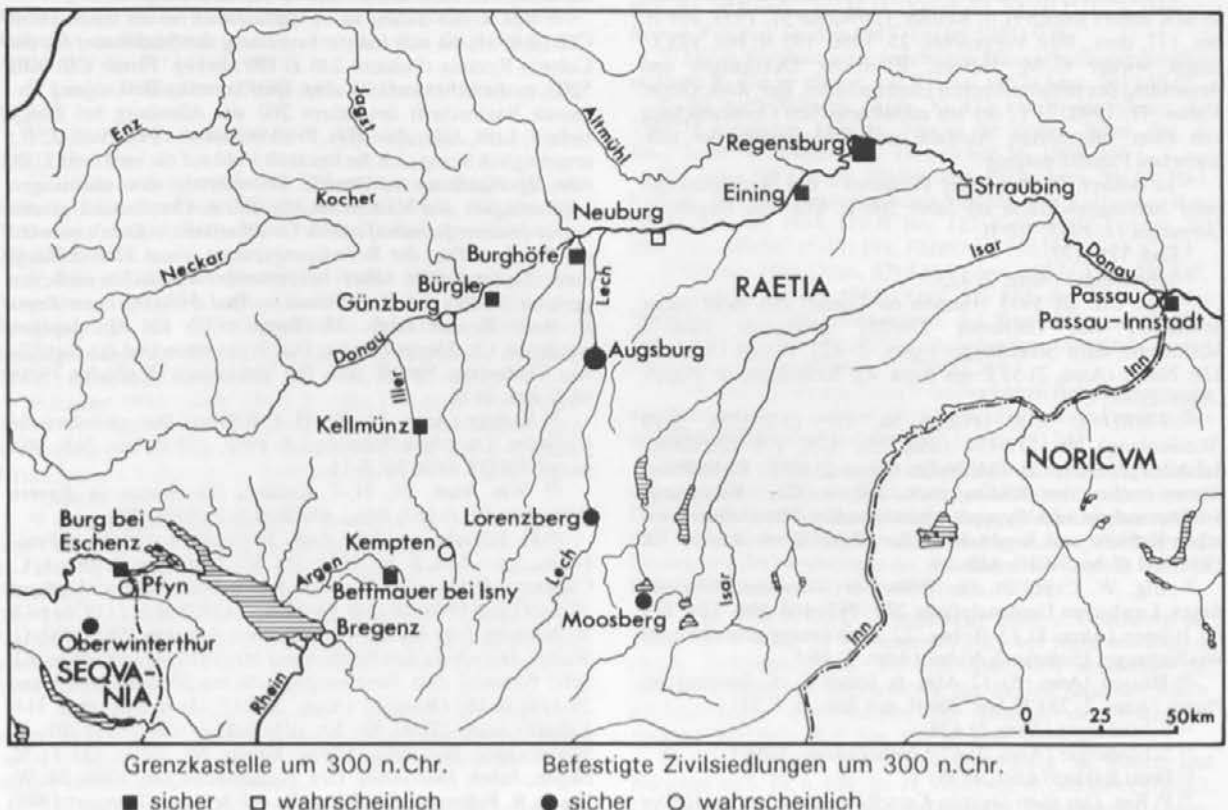 Enz
Jagst
Altmühl
Regensburg
Kocher
Eining
Straubing
Neuburg
Neckar
Burghöfe
Isar
Donau
Lech
RAETIA
Bürgle
Günzburg
Passau
Passau-Innstadt
Donau
Augsburg
Inn
Iller
Kellmünz
NORICVM
Burg bei
Eschenz
Lorenzberg
Kempten
Argen
Lech
Isar
Pfyn
Bettmauer bei Isny
Moosberg
Inn
Bregenz
Oberwinterthur
SEQVA-
NIA
Rhein
0 25 50km
Grenzkastelle um 300 n.Chr. Befestigte Zivilsiedlungen um 300 n.Chr.
■ sicher □ wahrscheinlich ● sicher ○ wahrscheinlich